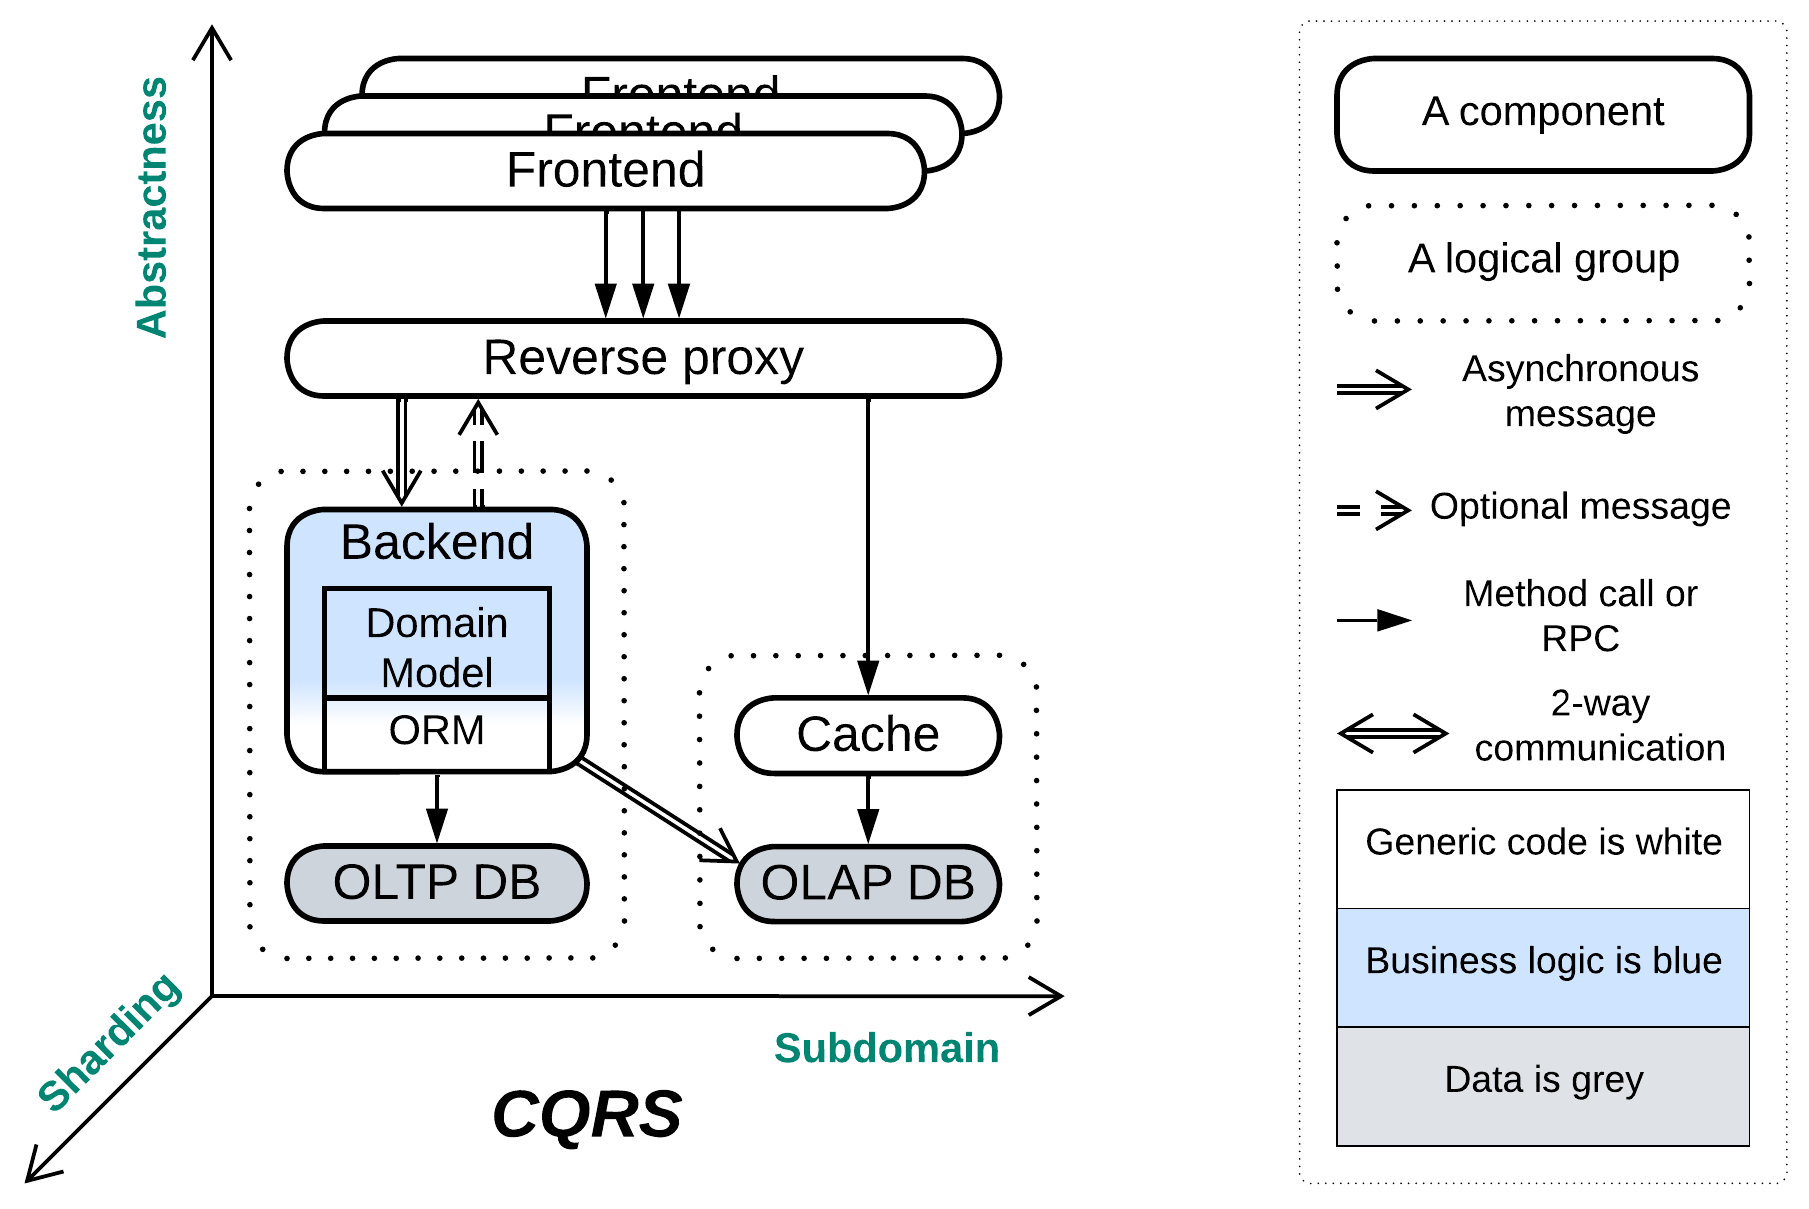 Abstractness
Frontend
Frontend
Frontend
Reverse proxy
Backend
Domain
Model
ORM
Cache
OLTP DB
OLAP DB
Sharding
Subdomain
CQRS
A component
A logical group
Asynchronous
message
Optional message
Method call or
RPC
2-way
communication
Generic code is white
Business logic is blue
Data is grey